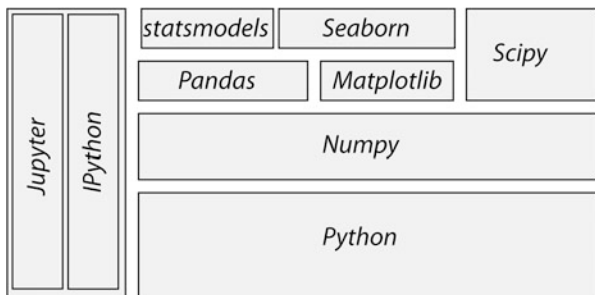 Jupyter
IPython
statsmodels
Seaborn
Scipy
Pandas
Matplotlib
Numpy
Python